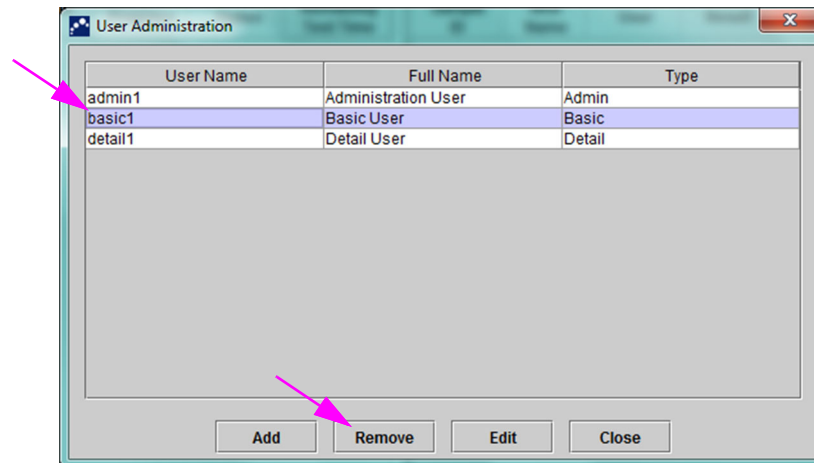 User Administration
User Name Full Name Type
admin1 Administration User Admin
basic1 Basic User Basic
detail1 Detail User Detail
Add Remove Edit Close